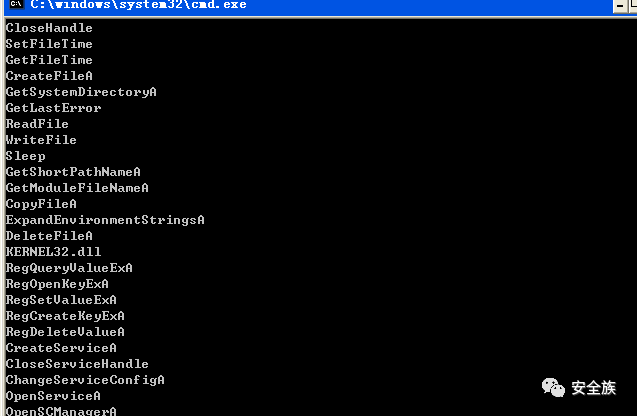 C:\windows\system32\cmd.exe
CloseHandle
SetFileTime
GetFileTime
CreateFileA
GetSystemDirectoryA
GetLastError
ReadFile
WriteFile
Sleep
GetShortPathNameA
GetModuleFileNameA
CopyFileA
ExpandEnvironmentStringsA
DeleteFileA
KERNEL32.dll
RegQueryValueExA
RegOpenKeyExA
RegSetValueExA
RegCreateKeyExA
RegDeleteValueA
CreateServiceA
CloseServiceHandle
ChangeServiceConfigA
OpenServiceA
OpenSCManagerA
安全族